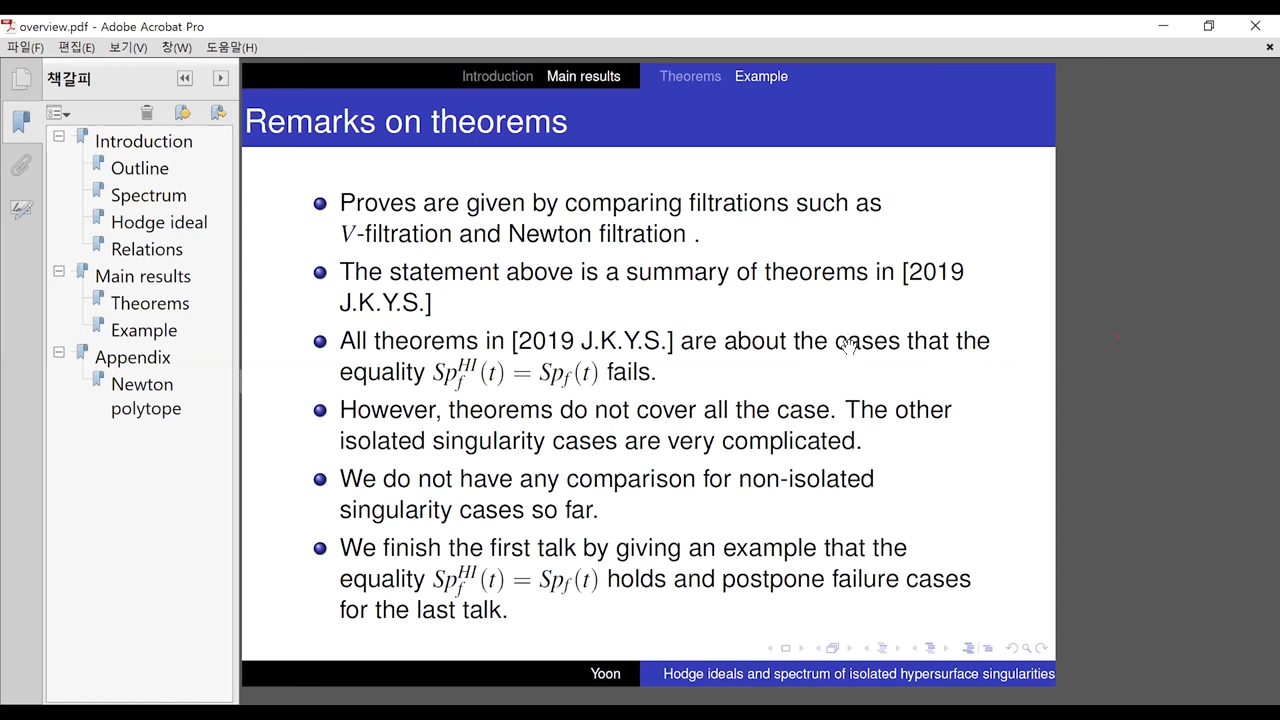 overview.pdf - Adobe Acrobat Pro
파일(F) 편집(E) 보기(V) 창(W) 도움말(H)
책갈피
Introduction
Outline
Spectrum
Hodge ideal
Relations
Main results
Theorems
Example
Appendix
Newton
polytope
Introduction Main results Theorems Example
Remarks on theorems
Proves are given by comparing filtrations such as
V-filtration and Newton filtration .
The statement above is a summary of theorems in [2019
J.K.Y.S.]
All theorems in [2019 J.K.Y.S.] are about the cases that the
equality Sp_f^{HI}(t) = Sp_f(t) fails.
However, theorems do not cover all the case. The other
isolated singularity cases are very complicated.
We do not have any comparison for non-isolated
singularity cases so far.
We finish the first talk by giving an example that the
equality Sp_f^{HI}(t) = Sp_f(t) holds and postpone failure cases
for the last talk.
Yoon Hodge ideals and spectrum of isolated hypersurface singularities